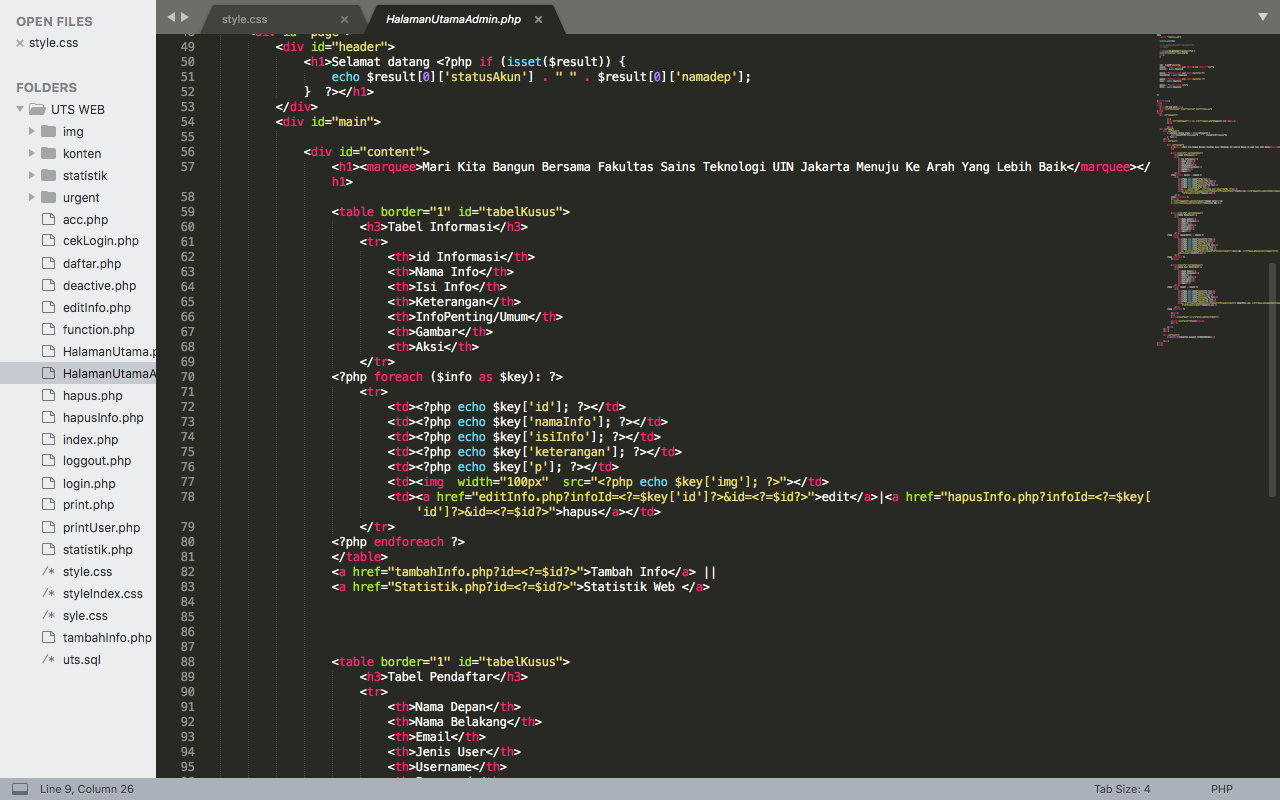 OPEN FILES
× style.css
FOLDERS
UTS WEB
img
konten
statistik
urgent
acc.php
cekLogin.php
daftar.php
deactive.php
editInfo.php
function.php
HalamanUtama.p
HalamanUtamaA
hapus.php
hapusInfo.php
index.php
loggout.php
login.php
print.php
printUser.php
statistik.php
/* style.css
/* styleIndex.css
/* syle.css
tambahInfo.php
/* uts.sql
style.css ×
HalamanUtamaAdmin.php ×
48 <div id="page">
49 <div id="header">
50 <h1>Selamat datang <?php if (isset($result)) {
51 echo $result[0]['statusAkun'] . " " . $result[0]['namadep'];
52 }  ?></h1>
53 </div>
54 <div id="main">
55
56 <div id="content">
57 <h1><marquee>Mari Kita Bangun Bersama Fakultas Sains Teknologi UIN Jakarta Menuju Ke Arah Yang Lebih Baik</marquee></
h1>
58
59 <table border="1" id="tabelKusus">
60 <h3>Tabel Informasi</h3>
61 <tr>
62 <th>id Informasi</th>
63 <th>Nama Info</th>
64 <th>Isi Info</th>
65 <th>Keterangan</th>
66 <th>InfoPenting/Umum</th>
67 <th>Gambar</th>
68 <th>Aksi</th>
69 </tr>
70 <?php foreach ($info as $key): ?>
71 <tr>
72 <td><?php echo $key['id']; ?></td>
73 <td><?php echo $key['namaInfo']; ?></td>
74 <td><?php echo $key['isiInfo']; ?></td>
75 <td><?php echo $key['keterangan']; ?></td>
76 <td><?php echo $key['p']; ?></td>
77 <td><img  width="100px"  src="<?php echo $key['img']; ?>"></td>
78 <td><a href="editInfo.php?infoId=<?=$key['id']?>&id=<?=$id?>">edit</a>|<a href="hapusInfo.php?infoId=<?=$key[
'id']?>&id=<?=$id?>">hapus</a></td>
79 </tr>
80 <?php endforeach ?>
81 </table>
82 <a href="tambahInfo.php?id=<?=$id?>">Tambah Info</a> ||
83 <a href="Statistik.php?id=<?=$id?>">Statistik Web </a>
84
85
86
87
88 <table border="1" id="tabelKusus">
89 <h3>Tabel Pendaftar</h3>
90 <tr>
91 <th>Nama Depan</th>
92 <th>Nama Belakang</th>
93 <th>Email</th>
94 <th>Jenis User</th>
95 <th>Username</th>
Line 9, Column 26
Tab Size: 4
PHP